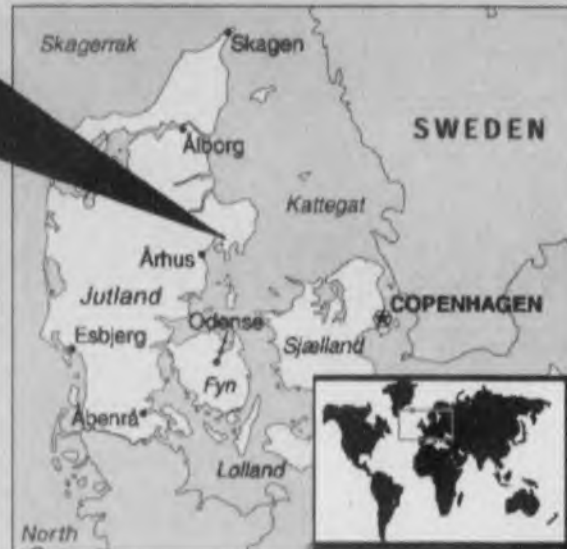 Skagerrak
Skagen
SWEDEN
Ålborg
Kattegat
Århus
Jutland
COPENHAGEN
Odense
Esbjerg
Sjælland
Fyn
Åbenrå
Lolland
North